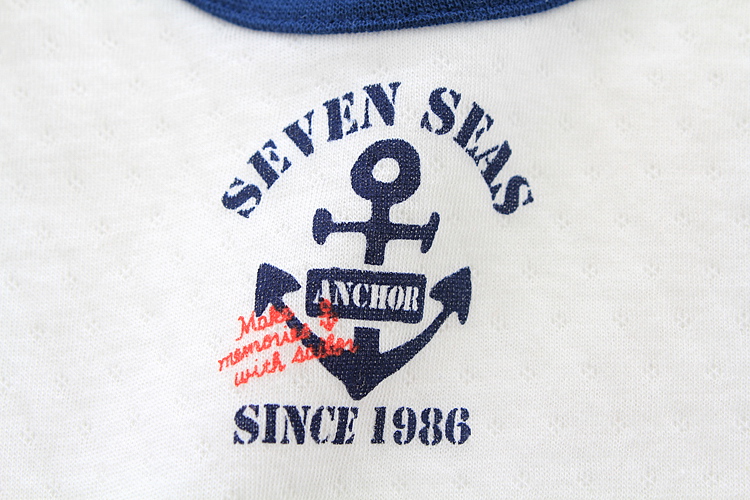 SEVEN SEAS
ANCHOR
Make
memories
with sailor
SINCE 1986